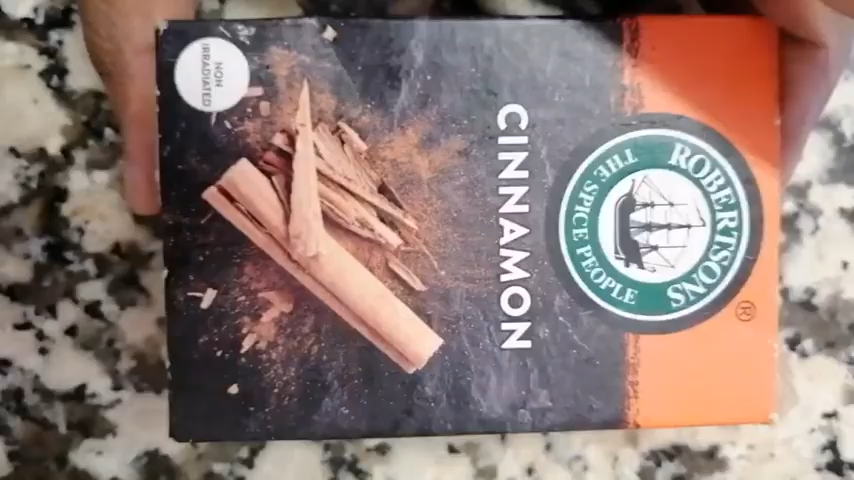 ROBERTSONS
THE SPICE PEOPLE
®
CINNAMON
NON
IRRADIATED